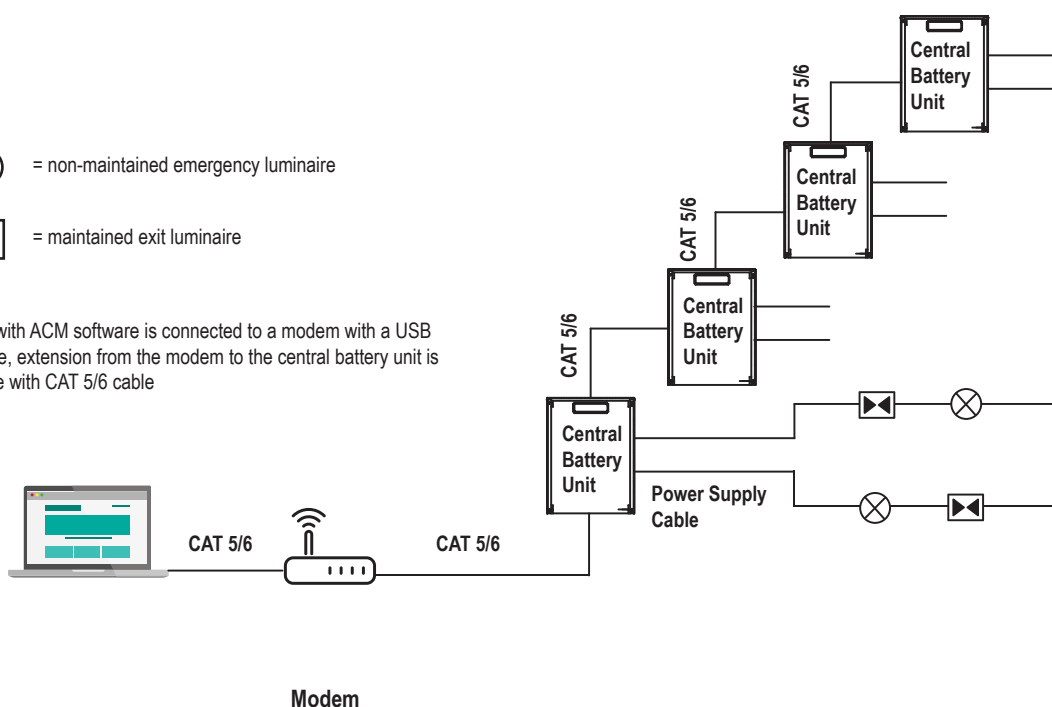 Central
Battery
Unit
CAT 5/6
= non-maintained emergency luminaire
Central
Battery
Unit
CAT 5/6
= maintained exit luminaire
Central
Battery
Unit
CAT 5/6
with ACM software is connected to a modem with a USB
, extension from the modem to the central battery unit is
with CAT 5/6 cable
Central
Battery
Unit
Power Supply
Cable
CAT 5/6
CAT 5/6
Modem